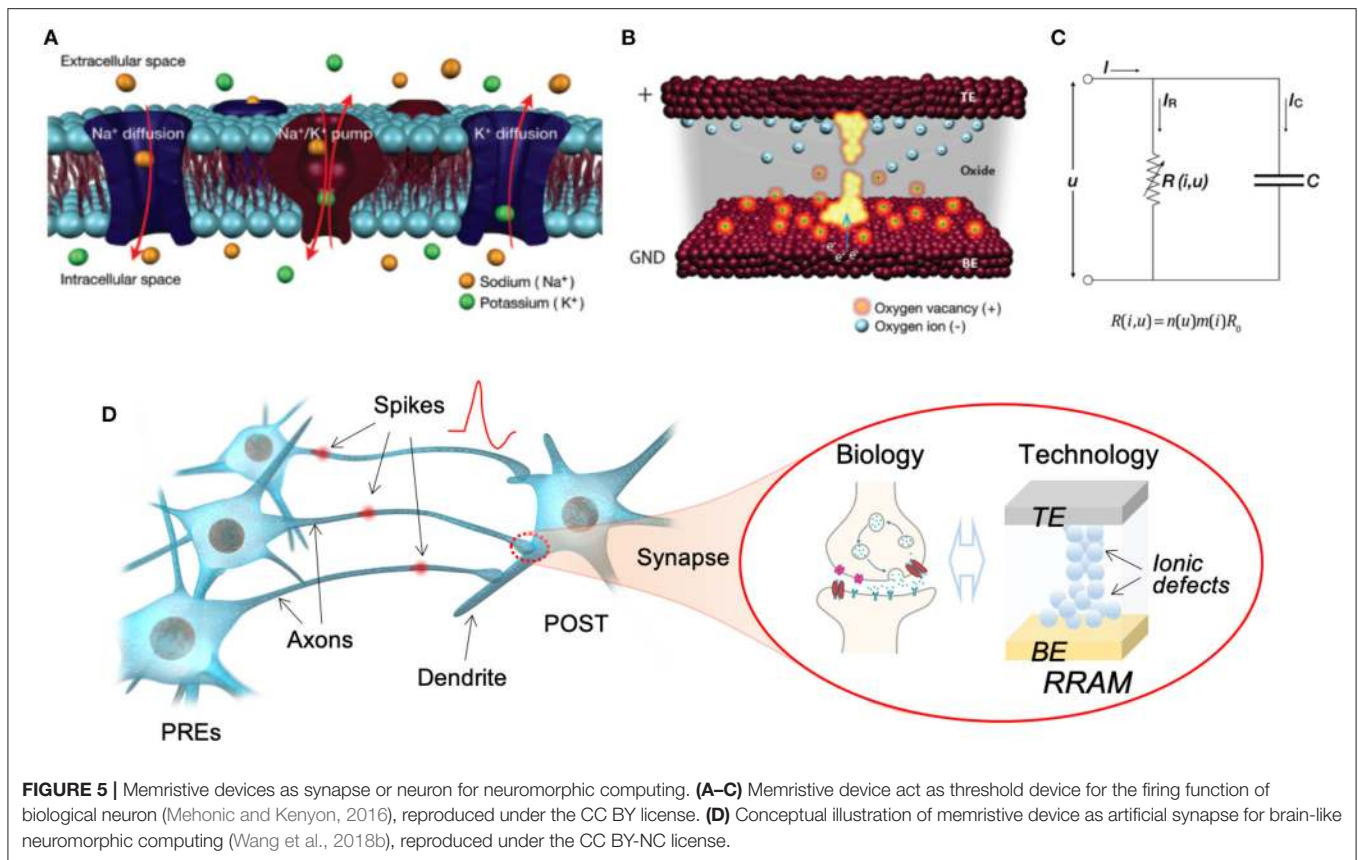 A
Extracellular space
Na⁺ diffusion
Na⁺/K⁺ pump
K⁺ diffusion
Intracellular space
Sodium ( Na⁺)
Potassium ( K⁺)
B
+
TE
Oxide
GND
e⁻ e⁻
BE
Oxygen vacancy (+)
Oxygen ion (-)
C
I
I_R
I_C
u
R (i,u)
C
R(i,u)=n(u)m(i)R₀
D
Spikes
Axons
Dendrite
PREs
POST
Synapse
Biology
Technology
TE
Ionic
defects
BE
RRAM
FIGURE 5 | Memristive devices as synapse or neuron for neuromorphic computing. (A–C) Memristive device act as threshold device for the firing function of
biological neuron (Mehonic and Kenyon, 2016), reproduced under the CC BY license. (D) Conceptual illustration of memristive device as artificial synapse for brain-like
neuromorphic computing (Wang et al., 2018b), reproduced under the CC BY-NC license.